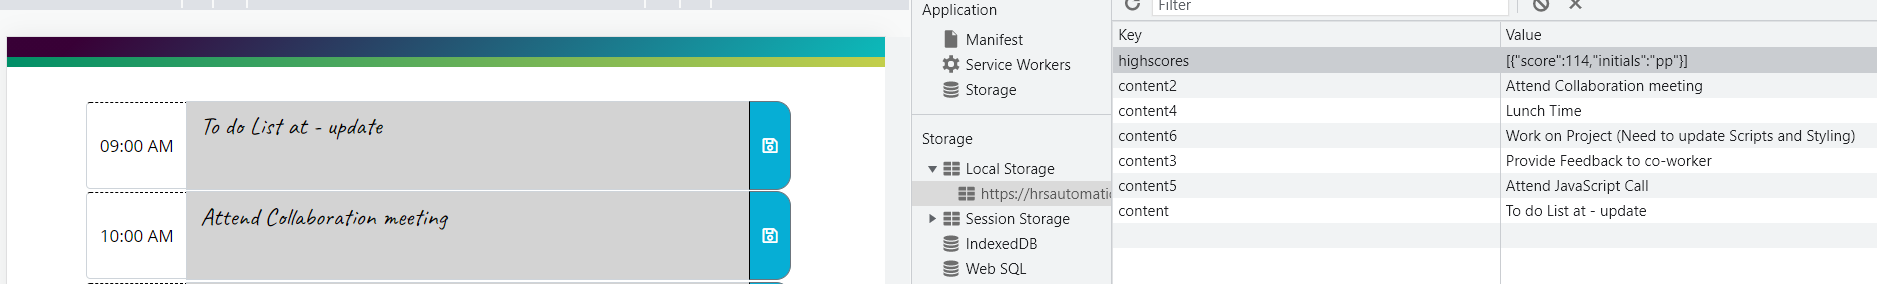 09:00 AM
To do List at - update
10:00 AM
Attend Collaboration meeting
Application
Manifest
Service Workers
Storage
Storage
Local Storage
https://hrsautomatic
Session Storage
IndexedDB
Web SQL
Filter
Key Value
highscores [{"score":114,"initials":"pp"}]
content2 Attend Collaboration meeting
content4 Lunch Time
content6 Work on Project (Need to update Scripts and Styling)
content3 Provide Feedback to co-worker
content5 Attend JavaScript Call
content To do List at - update